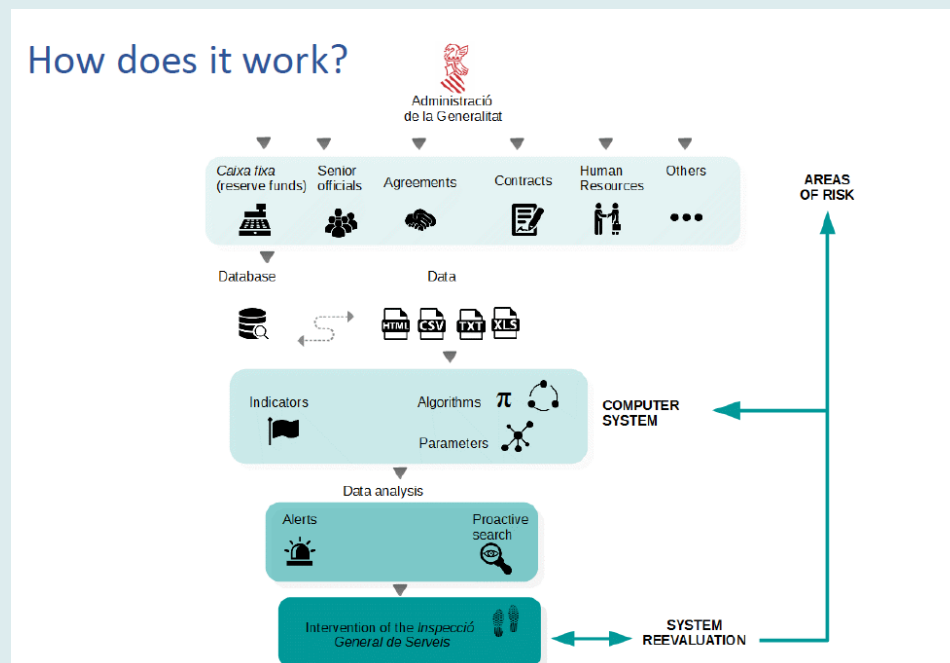 How does it work?
Administració
de la Generalitat
Caixa fixa
(reserve funds)
Senior
officials
Agreements
Contracts
Human
Resources
Others
AREAS
OF RISK
Database
Data
HTML
CSV
TXT
XLS
Indicators
Algorithms
π
Parameters
COMPUTER
SYSTEM
Data analysis
Alerts
Proactive
search
Intervention of the Inspecció
General de Serveis
SYSTEM
REEVALUATION